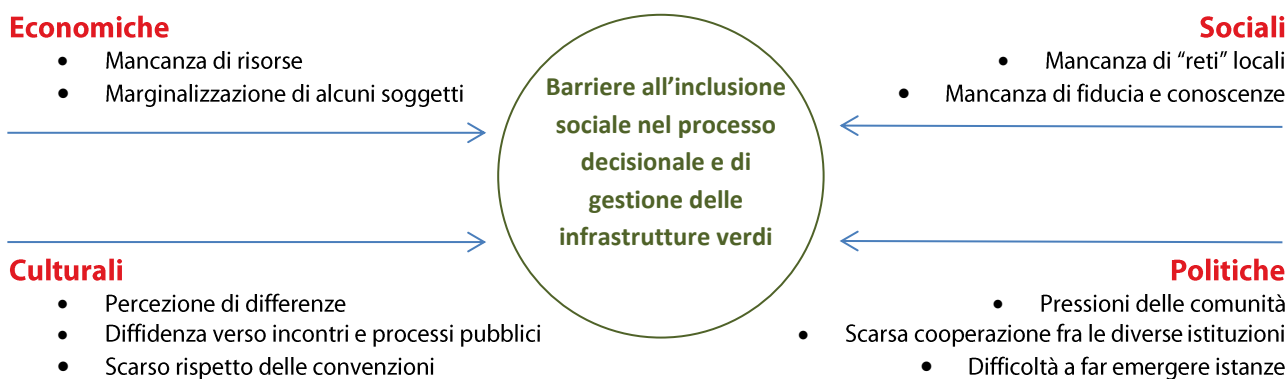 Economiche
• Mancanza di risorse
• Marginalizzazione di alcuni soggetti
Barriere all’inclusione
sociale nel processo
decisionale e di
gestione delle
infrastrutture verdi
Sociali
• Mancanza di “reti” locali
• Mancanza di fiducia e conoscenze
Culturali
• Percezione di differenze
• Diffidenza verso incontri e processi pubblici
• Scarso rispetto delle convenzioni
Politiche
• Pressioni delle comunità
• Scarsa cooperazione fra le diverse istituzioni
• Difficoltà a far emergere istanze